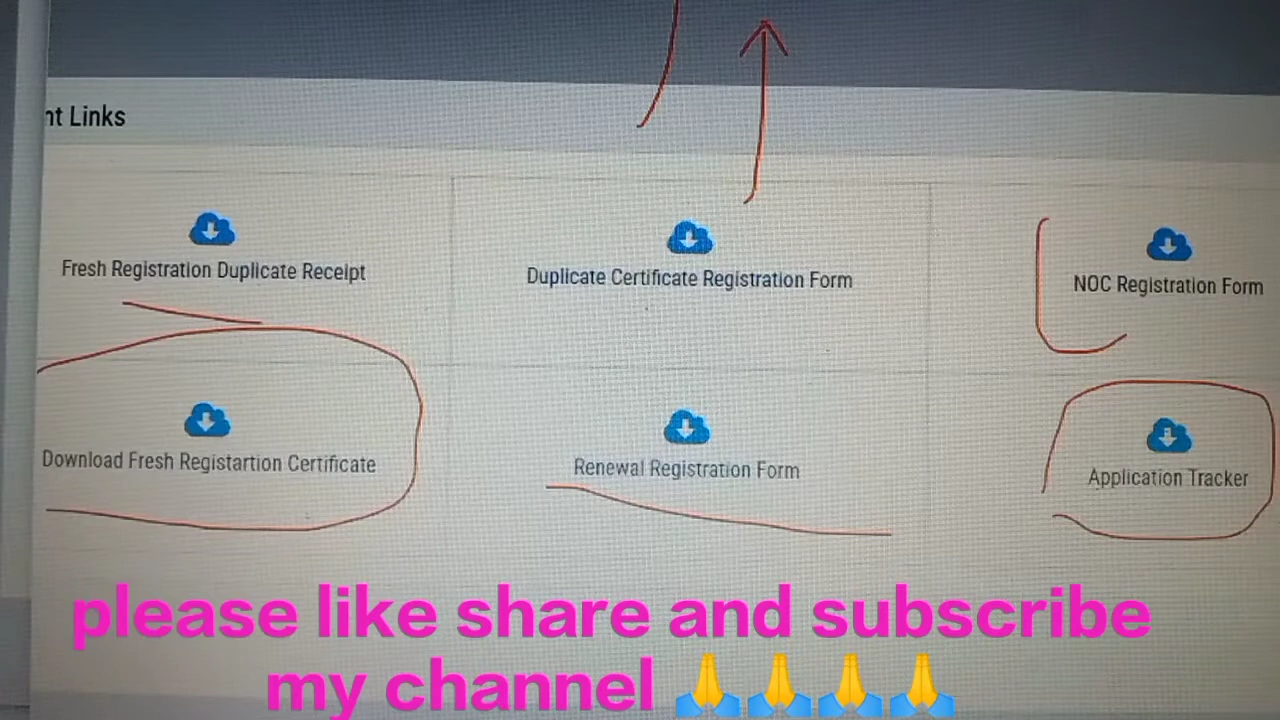 nt Links
Fresh Registration Duplicate Receipt
Duplicate Certificate Registration Form
NOC Registration Form
Download Fresh Registartion Certificate
Renewal Registration Form
Application Tracker
please like share and subscribe
my channel 🙏🙏🙏🙏